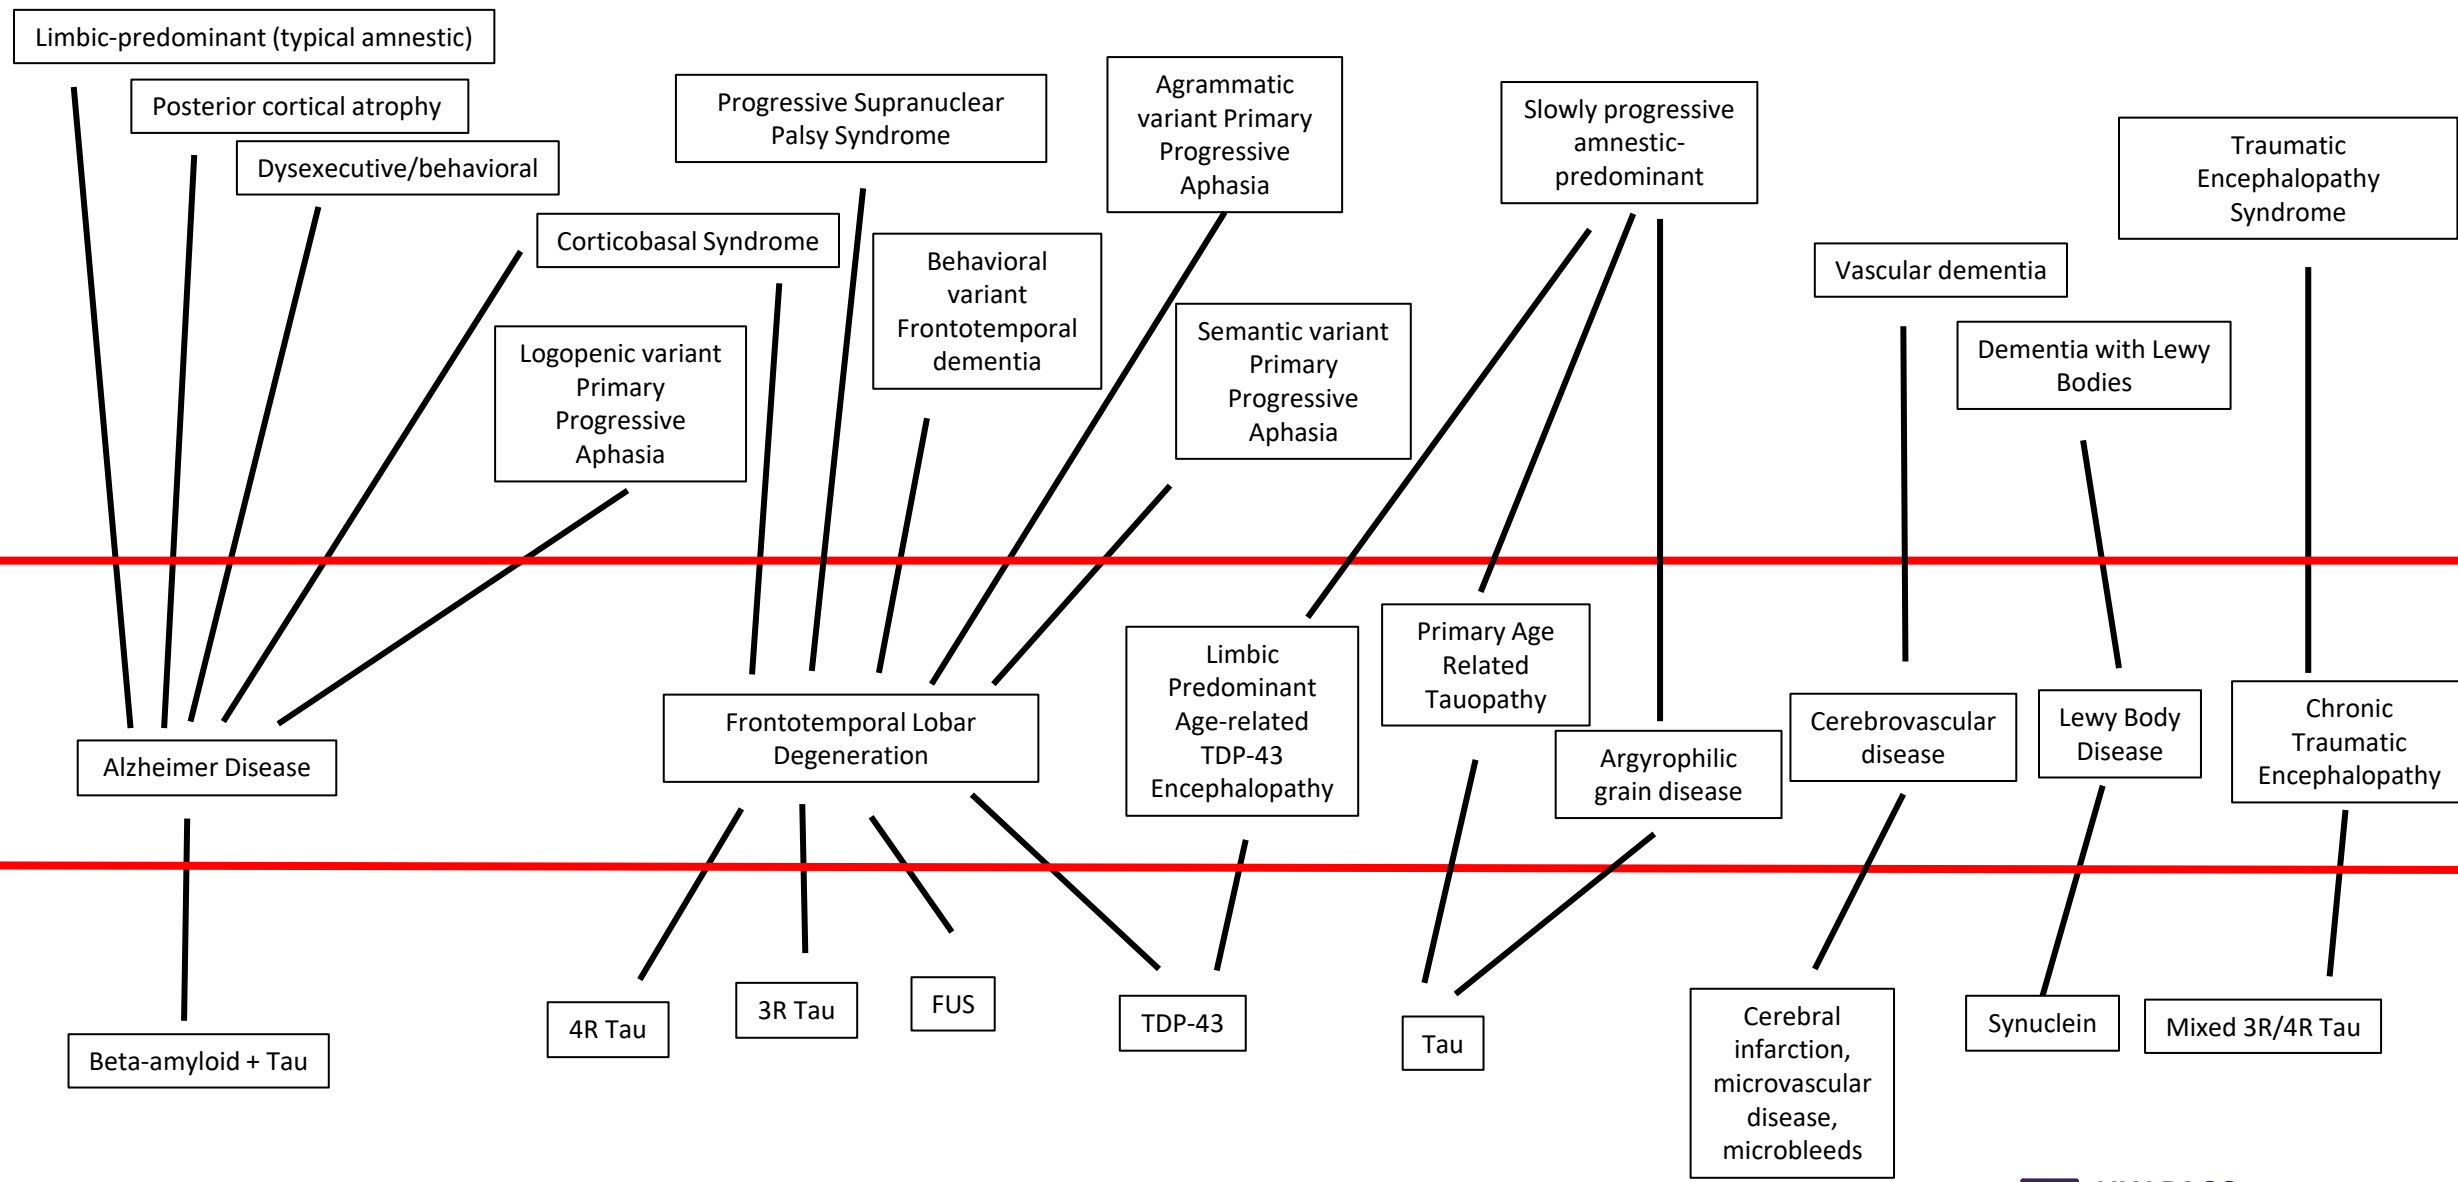 Limbic-predominant (typical amnestic)
Posterior cortical atrophy
Dysexecutive/behavioral
Corticobasal Syndrome
Logopenic variant
Primary
Progressive
Aphasia
Progressive Supranuclear
Palsy Syndrome
Behavioral
variant
Frontotemporal
dementia
Agrammatic
variant Primary
Progressive
Aphasia
Semantic variant
Primary
Progressive
Aphasia
Slowly progressive
amnestic-
predominant
Vascular dementia
Dementia with Lewy
Bodies
Traumatic
Encephalopathy
Syndrome
Alzheimer Disease
Frontotemporal Lobar
Degeneration
Limbic
Predominant
Age-related
TDP-43
Encephalopathy
Primary Age
Related
Tauopathy
Argyrophilic
grain disease
Cerebrovascular
disease
Lewy Body
Disease
Chronic
Traumatic
Encephalopathy
Beta-amyloid + Tau
4R Tau
3R Tau
FUS
TDP-43
Tau
Cerebral
infarction,
microvascular
disease,
microbleeds
Synuclein
Mixed 3R/4R Tau